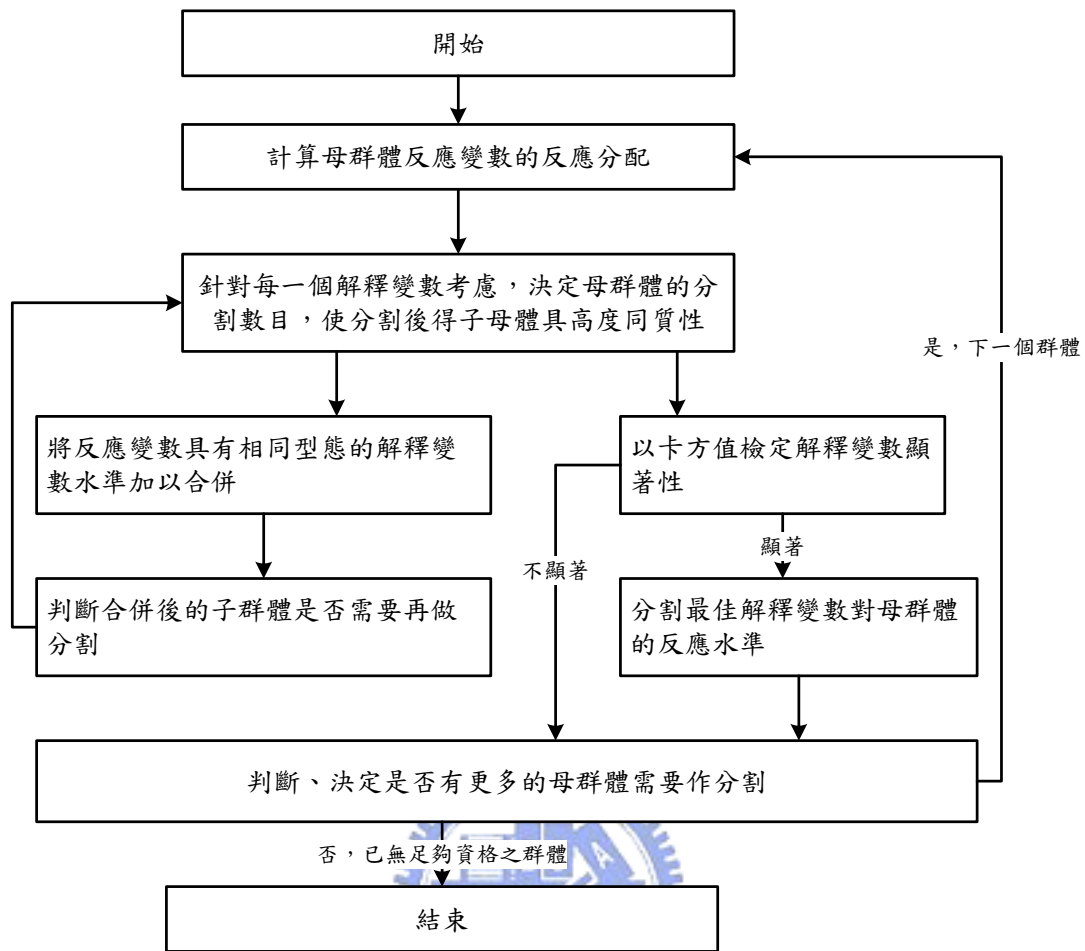 開始
計算母群體反應變數的反應分配
針對每一個解釋變數考慮，決定母群體的分
割數目，使分割後得子母體具高度同質性
是，下一個群體
將反應變數具有相同型態的解釋變
數水準加以合併
以卡方值檢定解釋變數顯
著性
不顯著
顯著
判斷合併後的子群體是否需要再做
分割
分割最佳解釋變數對母群體
的反應水準
判斷、決定是否有更多的母群體需要作分割
否，已無足夠資格之群體
結束